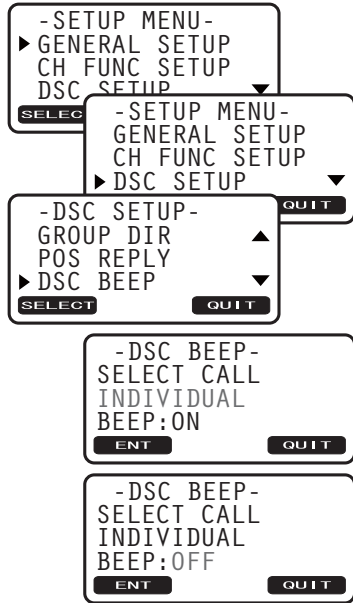 -SETUP MENU-
GENERAL SETUP
CH FUNC SETUP
DSC SETUP
-SETUP MENU-
GENERAL SETUP
CH FUNC SETUP
DSC SETUP
QUIT
-DSC SETUP-
GROUP DIR
POS REPLY
DSC BEEP
SELECT QUIT
-DSC BEEP-
SELECT CALL
INDIVIDUAL
BEEP:ON
ENT QUIT
-DSC BEEP-
SELECT CALL
INDIVIDUAL
BEEP:OFF
ENT QUIT